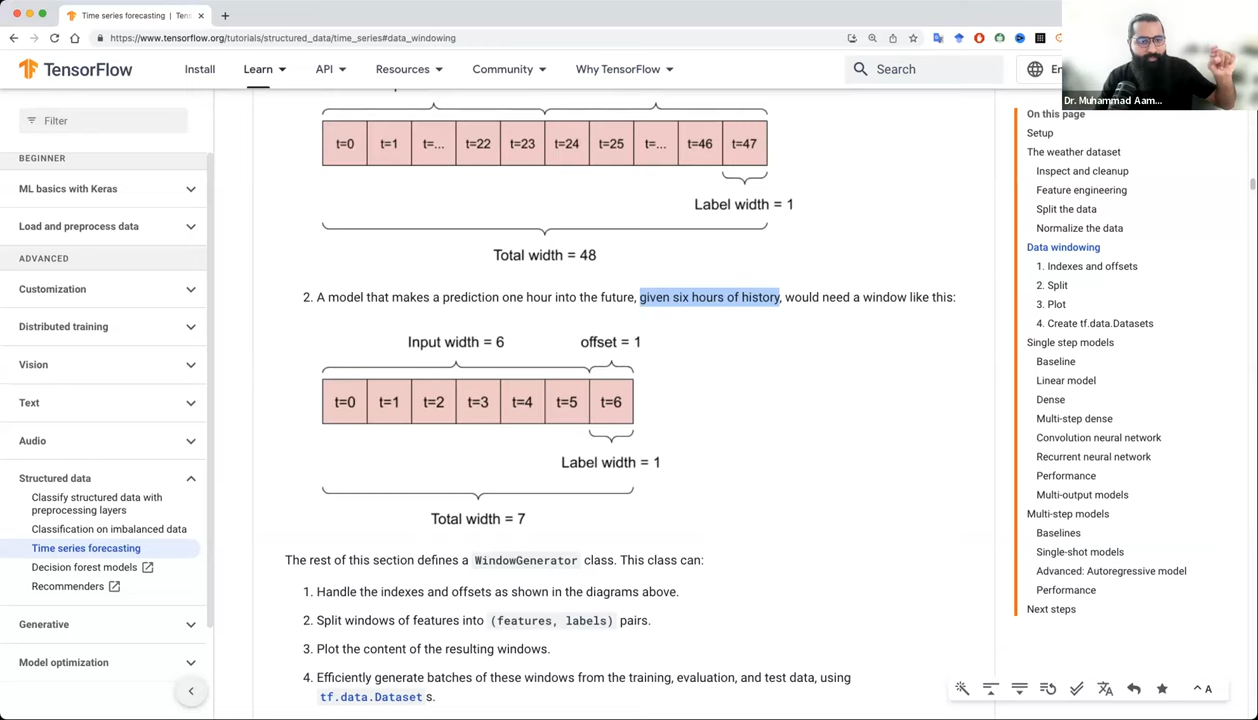 Time series forecasting | Tens
https://www.tensorflow.org/tutorials/structured_data/time_series#data_windowing
TensorFlow
Install
Learn
API
Resources
Community
Why TensorFlow
Search
En
Dr. Muhammad Aam...
Filter
BEGINNER
ML basics with Keras
Load and preprocess data
ADVANCED
Customization
Distributed training
Vision
Text
Audio
Structured data
Classify structured data with
preprocessing layers
Classification on imbalanced data
Time series forecasting
Decision forest models
Recommenders
Generative
Model optimization
t=0 t=1 t=... t=22 t=23 t=24 t=25 t=... t=46 t=47
Label width = 1
Total width = 48
2. A model that makes a prediction one hour into the future, given six hours of history, would need a window like this:
Input width = 6 offset = 1
t=0 t=1 t=2 t=3 t=4 t=5 t=6
Label width = 1
Total width = 7
The rest of this section defines a WindowGenerator class. This class can:
1. Handle the indexes and offsets as shown in the diagrams above.
2. Split windows of features into (features, labels) pairs.
3. Plot the content of the resulting windows.
4. Efficiently generate batches of these windows from the training, evaluation, and test data, using
tf.data.Dataset s.
On this page
Setup
The weather dataset
Inspect and cleanup
Feature engineering
Split the data
Normalize the data
Data windowing
1. Indexes and offsets
2. Split
3. Plot
4. Create tf.data.Datasets
Single step models
Baseline
Linear model
Dense
Multi-step dense
Convolution neural network
Recurrent neural network
Performance
Multi-output models
Multi-step models
Baselines
Single-shot models
Advanced: Autoregressive model
Performance
Next steps
A